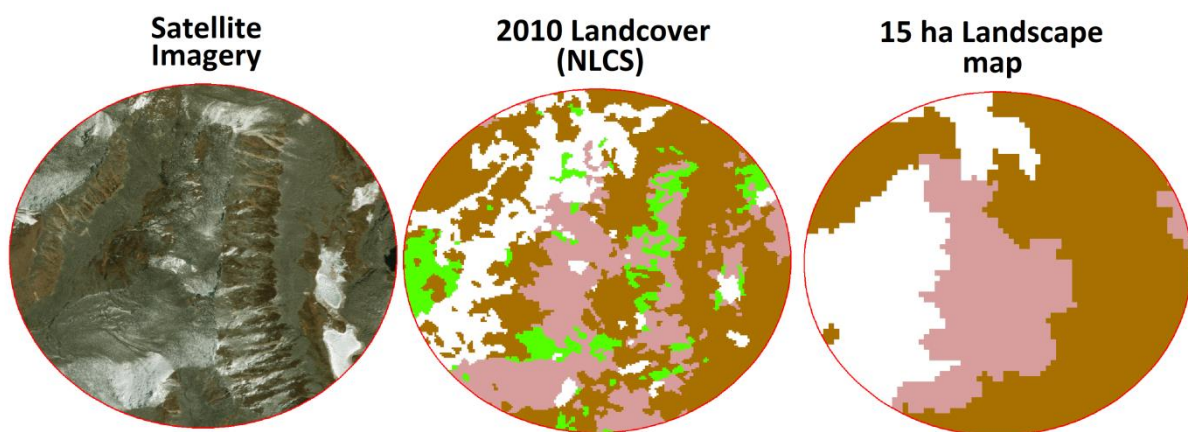 Satellite
Imagery
2010 Landcover
(NLCS)
15 ha Landscape
map